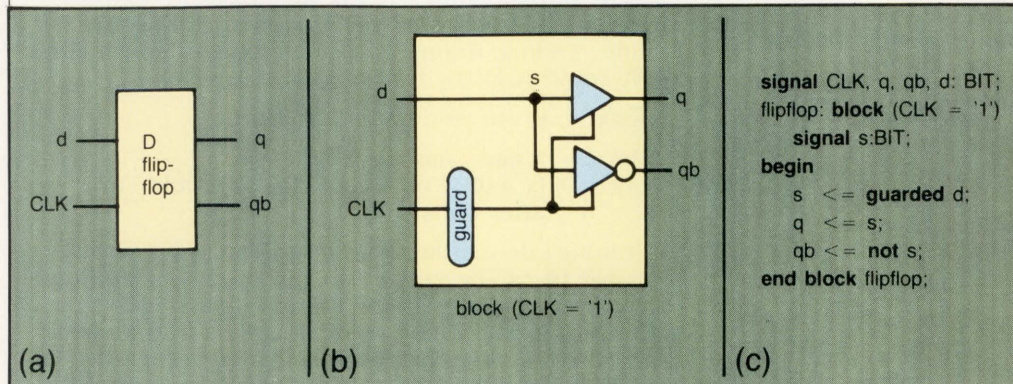 d
CLK
D
flip-
flop
q
qb
(a)
d
CLK
guard
s
q
qb
block (CLK = '1')
(b)
signal CLK, q, qb, d: BIT;
flipflop: block (CLK = '1')
signal s:BIT;
begin
s <= guarded d;
q <= s;
qb <= not s;
end block flipflop;
(c)